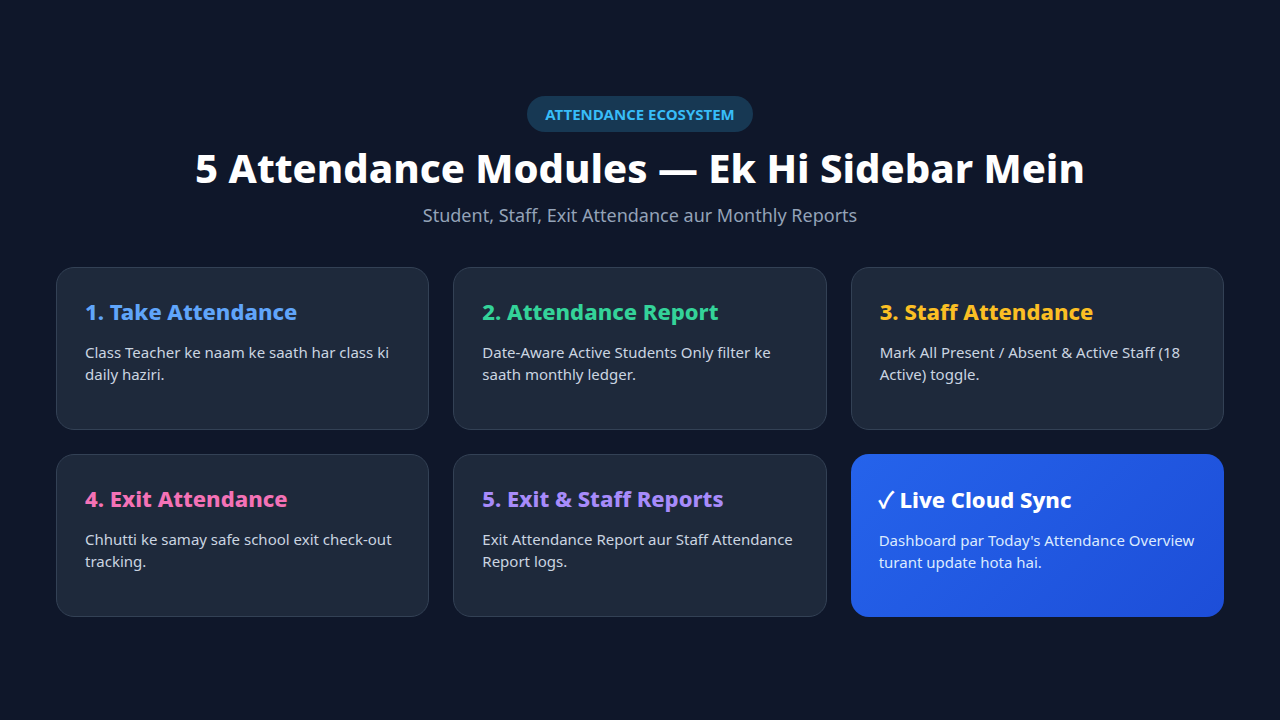 ATTENDANCE ECOSYSTEM
5 Attendance Modules — Ek Hi Sidebar Mein
Student, Staff, Exit Attendance aur Monthly Reports
1. Take Attendance
Class Teacher ke naam ke saath har class ki
daily haziri.
2. Attendance Report
Date-Aware Active Students Only filter ke
saath monthly ledger.
3. Staff Attendance
Mark All Present / Absent & Active Staff (18
Active) toggle.
4. Exit Attendance
Chhutti ke samay safe school exit check-out
tracking.
5. Exit & Staff Reports
Exit Attendance Report aur Staff Attendance
Report logs.
✓ Live Cloud Sync
Dashboard par Today's Attendance Overview
turant update hota hai.